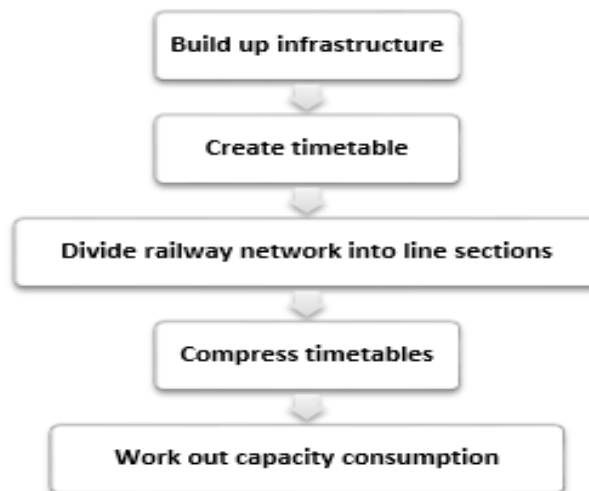 Build up infrastructure
Create timetable
Divide railway network into line sections
Compress timetables
Work out capacity consumption